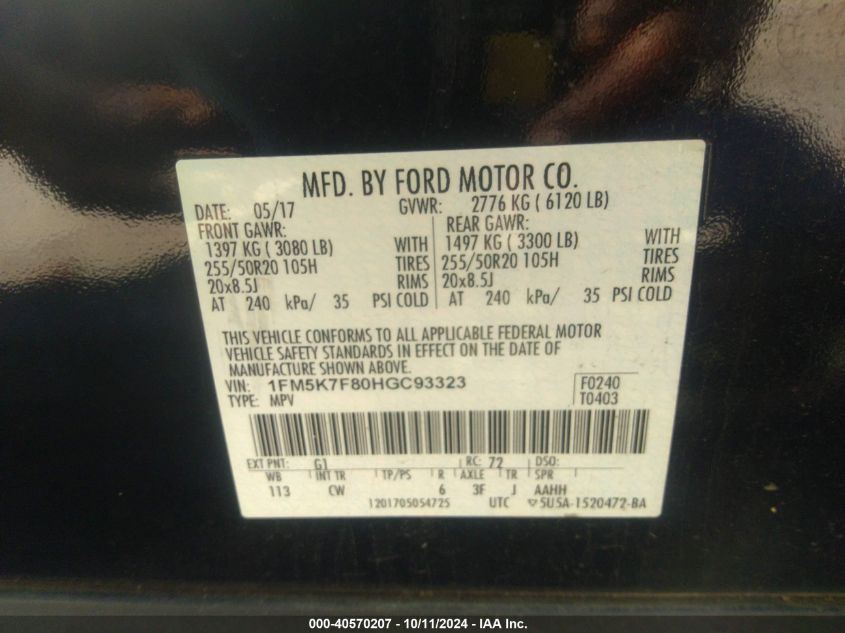 MFD. BY FORD MOTOR CO.
DATE: 05/17 GVWR: 2776 KG ( 6120 LB)
FRONT GAWR: REAR GAWR:
1397 KG ( 3080 LB) WITH 1497 KG ( 3300 LB) WITH
255/50R20 105H TIRES 255/50R20 105H TIRES
20x8.5J RIMS 20x8.5J RIMS
AT 240 kPa/ 35 PSI COLD AT 240 kPa/ 35 PSI COLD
THIS VEHICLE CONFORMS TO ALL APPLICABLE FEDERAL MOTOR
VEHICLE SAFETY STANDARDS IN EFFECT ON THE DATE OF
MANUFACTURE SHOWN ABOVE.
VIN: 1FM5K7F80HGC93323 F0240
TYPE: MPV T0403
EXT PNT: G1 RC: 72 DSO:
WB INT TR TP/PS R AXLE TR SPR
113 CW 6 3F J AAHH
1201705054725 UTC 5U5A-1520472-BA
000-40570207 - 10/11/2024 - IAA Inc.